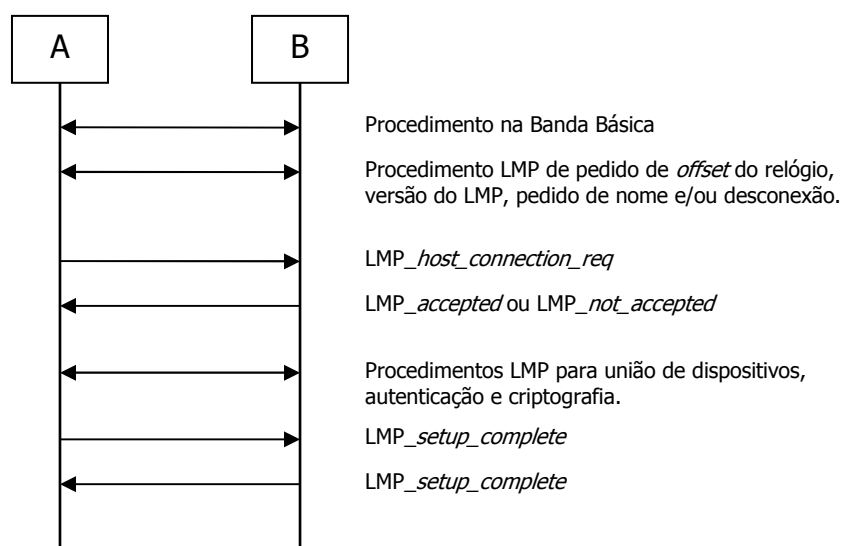 A
B
Procedimento na Banda Básica
Procedimento LMP de pedido de offset do relógio,
versão do LMP, pedido de nome e/ou desconexão.
LMP_host_connection_req
LMP_accepted ou LMP_not_accepted
Procedimentos LMP para união de dispositivos,
autenticação e criptografia.
LMP_setup_complete
LMP_setup_complete